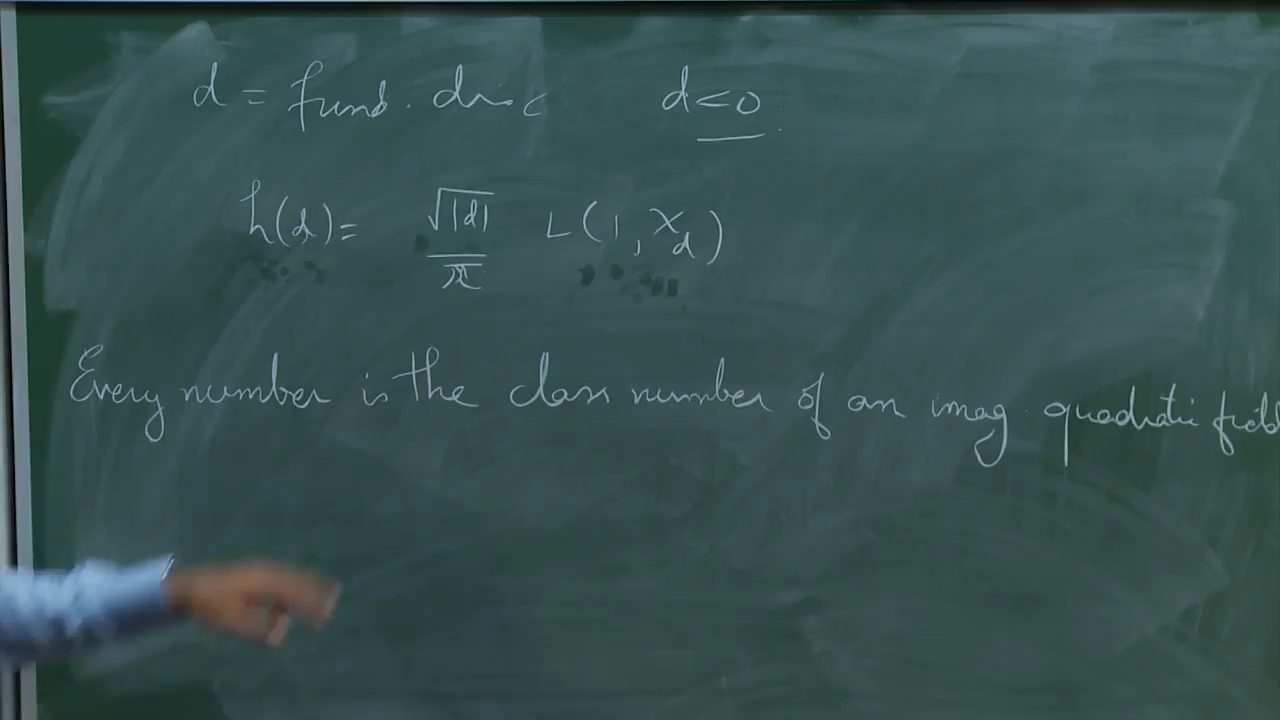 d = fund. disc d<0
h(d)= √|d| / π L(1, χ_d)
Every number is the class number of an imag. quadratic field